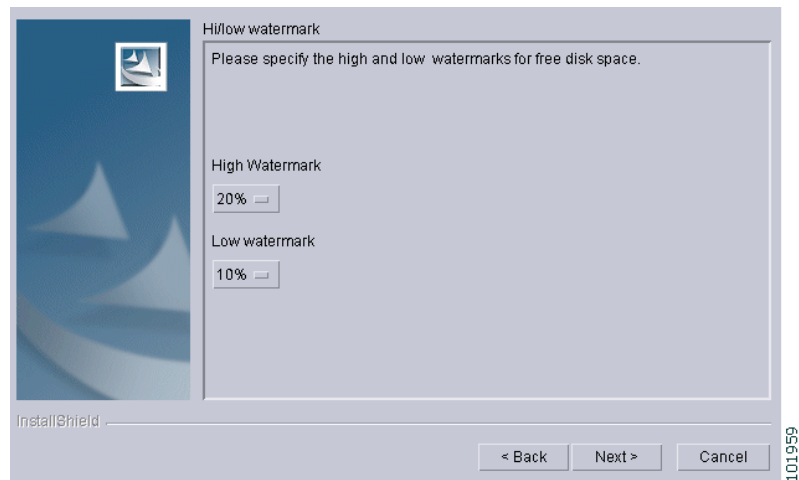 Hi/low watermark
Please specify the high and low watermarks for free disk space.
High Watermark
20%
Low watermark
10%
InstallShield
< Back
Next >
Cancel
101959